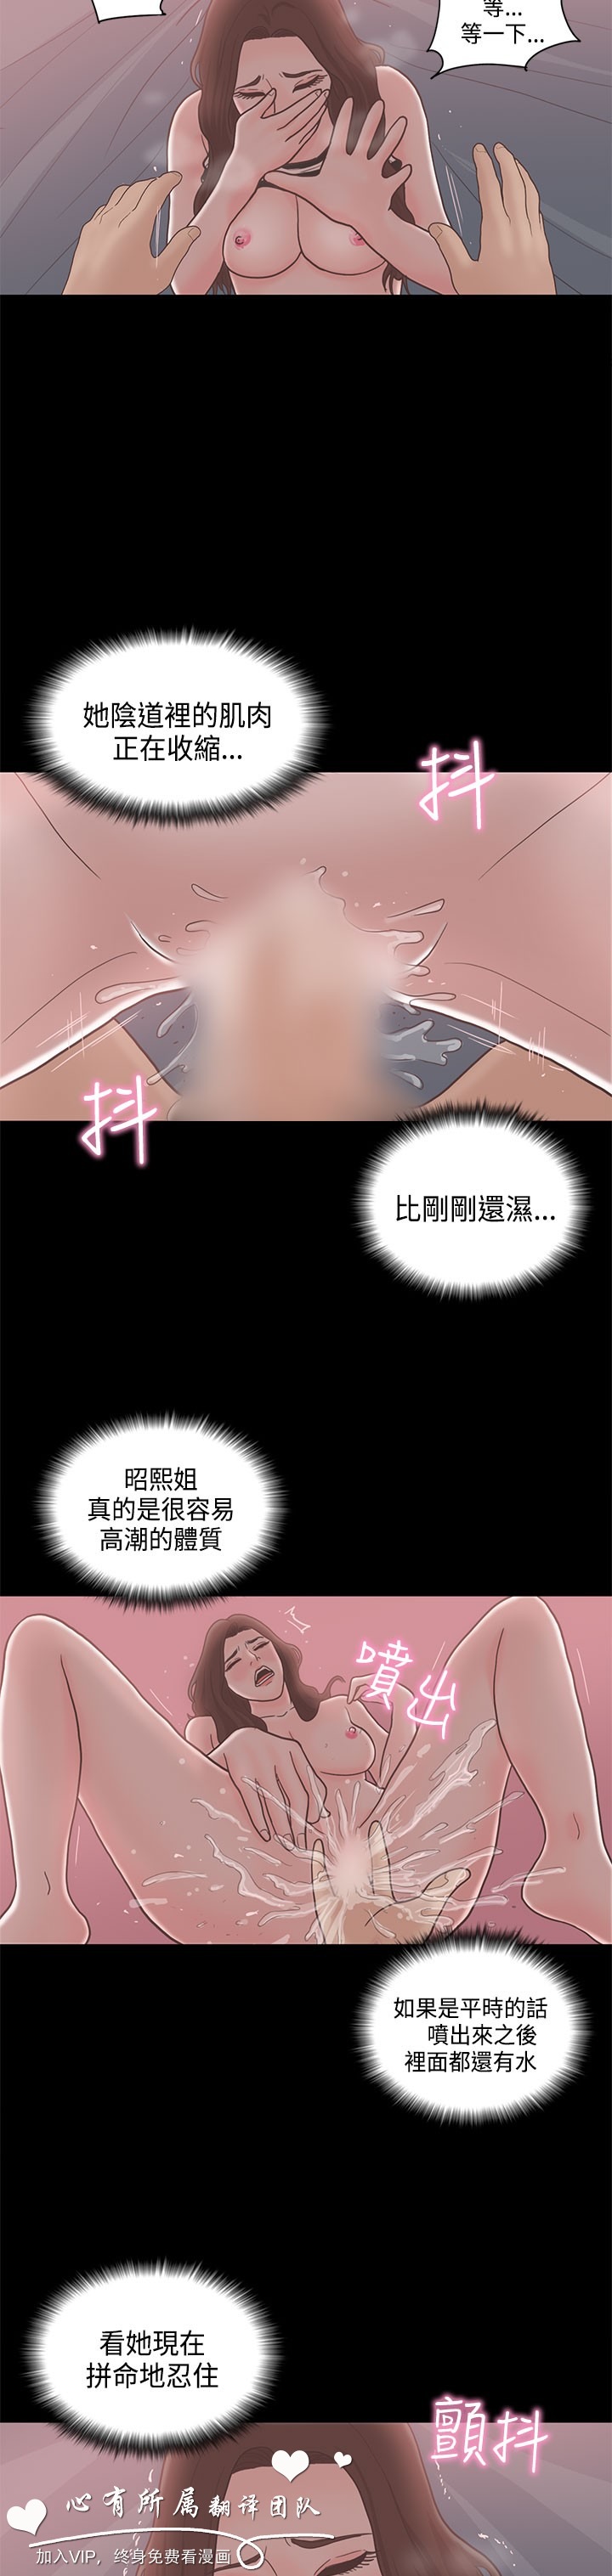 等...
等一下...
她陰道裡的肌肉
正在收縮...
抖
抖
比剛剛還濕...
昭熙姐
真的是很容易
高潮的體質
噴出
如果是平時的話
噴出來之後
裡面都還有水
看她現在
拼命地忍住
顫抖
心有所属翻译团队
加入VIP，终身免费看漫画